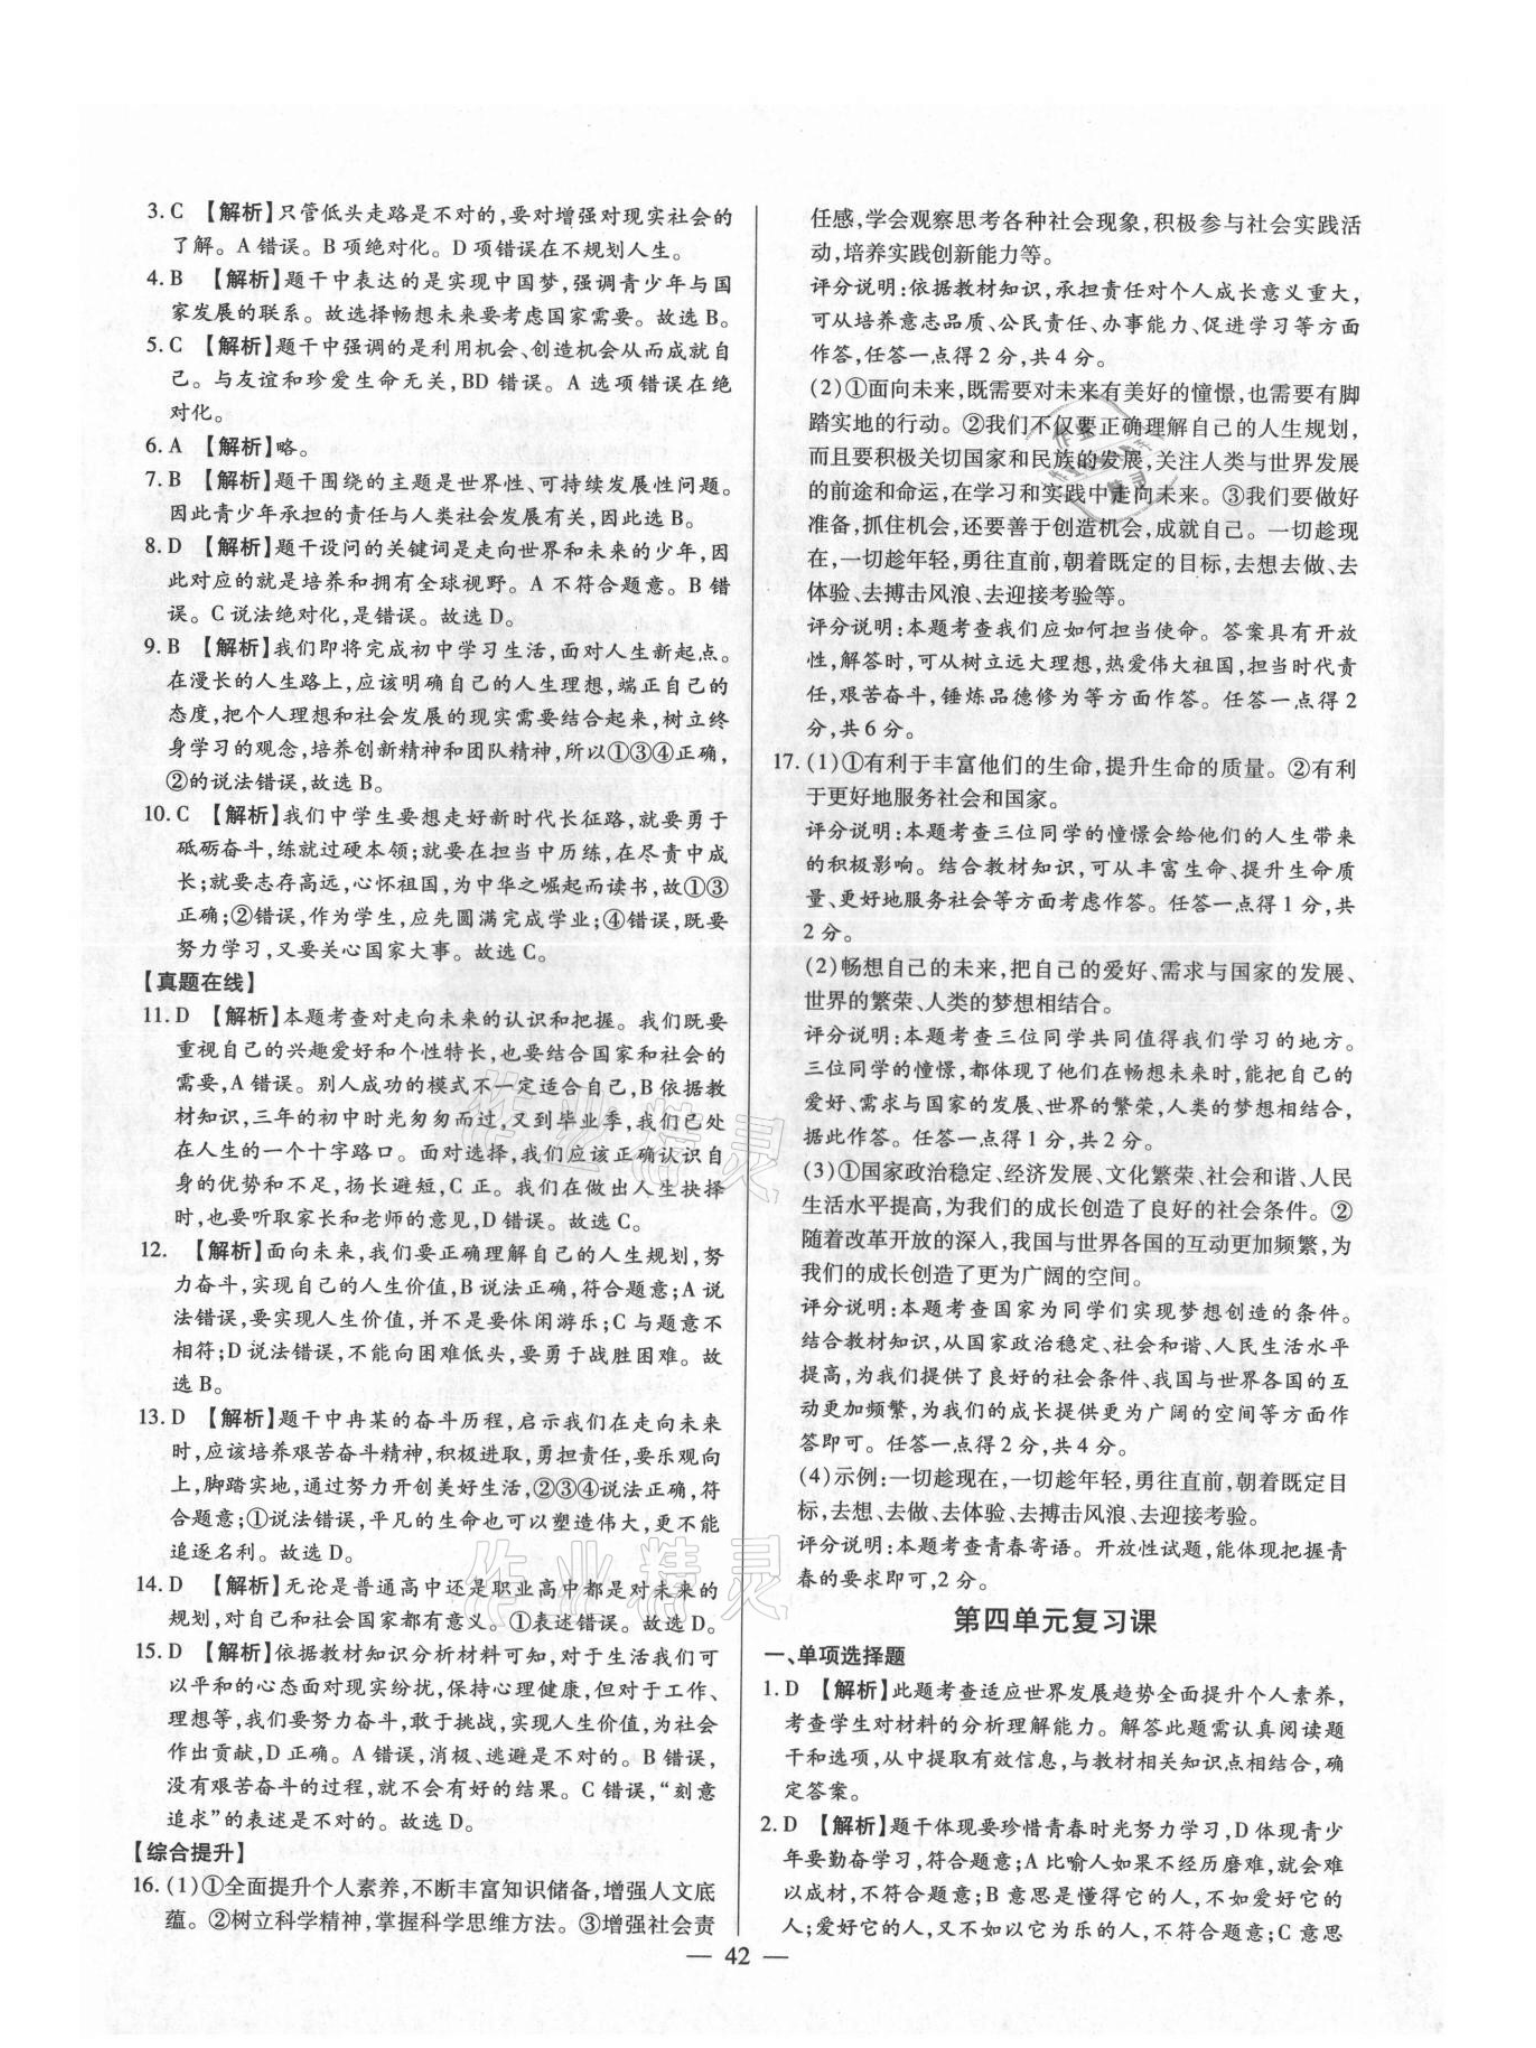 3. C 【解析】只管低头走路是不对的,要对增强对现实社会的
了解。A 错误。B 项绝对化。D 项错误在不规划人生。
4. B 【解析】题干中表达的是实现中国梦,强调青少年与国
家发展的联系。故选择畅想未来要考虑国家需要。故选 B。
5. C 【解析】题干中强调的是利用机会、创造机会从而成就自
己。与友谊和珍爱生命无关,BD 错误。A 选项错误在绝
对化。
6. A 【解析】略。
7. B 【解析】题干围绕的主题是世界性、可持续发展性问题。
因此青少年承担的责任与人类社会发展有关,因此选 B。
8. D 【解析】题干设问的关键词是走向世界和未来的少年,因
此对应的就是培养和拥有全球视野。A 不符合题意。B 错
误。C 说法绝对化,是错误。故选 D。
9. B 【解析】我们即将完成初中学习生活,面对人生新起点。
在漫长的人生路上,应该明确自己的人生理想,端正自己的
态度,把个人理想和社会发展的现实需要结合起来,树立终
身学习的观念,培养创新精神和团队精神,所以①③④正确,
②的说法错误,故选 B。
10. C 【解析】我们中学生要想走好新时代长征路,就要勇于
砥砺奋斗,练就过硬本领;就要在担当中历练,在尽责中成
长;就要志存高远,心怀祖国,为中华之崛起而读书,故①③
正确;②错误,作为学生,应先圆满完成学业;④错误,既要
努力学习,又要关心国家大事。故选 C。
【真题在线】
11. D 【解析】本题考查对走向未来的认识和把握。我们既要
重视自己的兴趣爱好和个性特长,也要结合国家和社会的
需要,A 错误。别人成功的模式不一定适合自己,B 依据教
材知识,三年的初中时光匆匆而过,又到毕业季,我们已处
在人生的一个十字路口。面对选择,我们应该正确认识自
身的优势和不足,扬长避短,C 正。我们在做出人生抉择
时,也要听取家长和老师的意见,D 错误。故选 C。
12. 【解析】面向未来,我们要正确理解自己的人生规划,努
力奋斗,实现自己的人生价值,B 说法正确,符合题意;A 说
法错误,要实现人生价值,并不是要休闲游乐;C 与题意不
相符;D 说法错误,不能向困难低头,要勇于战胜困难。故
选 B。
13. D 【解析】题干中冉某的奋斗历程,启示我们在走向未来
时,应该培养艰苦奋斗精神,积极进取,勇担责任,要乐观向
上,脚踏实地,通过努力开创美好生活,②③④说法正确,符
合题意;①说法错误,平凡的生命也可以塑造伟大,更不能
追逐名利。故选 D。
14. D 【解析】无论是普通高中还是职业高中都是对未来的
规划,对自己和社会国家都有意义。①表述错误。故选 D。
15. D 【解析】依据教材知识分析材料可知,对于生活我们可
以平和的心态面对现实纷扰,保持心理健康,但对于工作、
理想等,我们要努力奋斗,敢于挑战,实现人生价值,为社会
作出贡献,D 正确。A 错误,消极、逃避是不对的。B 错误,
没有艰苦奋斗的过程,就不会有好的结果。C 错误,“刻意
追求”的表述是不对的。故选 D。
【综合提升】
16. (1)①全面提升个人素养,不断丰富知识储备,增强人文底
蕴。②树立科学精神,掌握科学思维方法。③增强社会责
任感,学会观察思考各种社会现象,积极参与社会实践活
动,培养实践创新能力等。
评分说明:依据教材知识,承担责任对个人成长意义重大,
可从培养意志品质、公民责任、办事能力、促进学习等方面
作答,任答一点得 2 分,共 4 分。
(2)①面向未来,既需要对未来有美好的憧憬,也需要有脚
踏实地的行动。②我们不仅要正确理解自己的人生规划,
而且要积极关切国家和民族的发展,关注人类与世界发展
的前途和命运,在学习和实践中走向未来。③我们要做好
准备,抓住机会,还要善于创造机会,成就自己。一切趁现
在,一切趁年轻,勇往直前,朝着既定的目标,去想去做、去
体验、去搏击风浪、去迎接考验等。
评分说明:本题考查我们应如何担当使命。答案具有开放
性,解答时,可从树立远大理想,热爱伟大祖国,担当时代责
任,艰苦奋斗,锤炼品德修为等方面作答。任答一点得 2
分,共 6 分。
17. (1)①有利于丰富他们的生命,提升生命的质量。②有利
于更好地服务社会和国家。
评分说明:本题考查三位同学的憧憬会给他们的人生带来
的积极影响。结合教材知识,可从丰富生命、提升生命质
量、更好地服务社会等方面考虑作答。任答一点得 1 分,共
2 分。
(2)畅想自己的未来,把自己的爱好、需求与国家的发展、
世界的繁荣、人类的梦想相结合。
评分说明:本题考查三位同学共同值得我们学习的地方。
三位同学的憧憬,都体现了他们在畅想未来时,能把自己的
爱好、需求与国家的发展、世界的繁荣,人类的梦想相结合,
据此作答。任答一点得 1 分,共 2 分。
(3)①国家政治稳定、经济发展、文化繁荣、社会和谐、人民
生活水平提高,为我们的成长创造了良好的社会条件。②
随着改革开放的深入,我国与世界各国的互动更加频繁,为
我们的成长创造了更为广阔的空间。
评分说明:本题考查国家为同学们实现梦想创造的条件。
结合教材知识,从国家政治稳定、社会和谐、人民生活水平
提高,为我们提供了良好的社会条件、我国与世界各国的互
动更加频繁,为我们的成长提供更为广阔的空间等方面作
答即可。任答一点得 2 分,共 4 分。
(4)示例:一切趁现在,一切趁年轻,勇往直前,朝着既定目
标,去想、去做、去体验、去搏击风浪、去迎接考验。
评分说明:本题考查青春寄语。开放性试题,能体现把握青
春的要求即可,2 分。
第四单元复习课
一、单项选择题
1. D 【解析】此题考查适应世界发展趋势全面提升个人素养,
考查学生对材料的分析理解能力。解答此题需认真阅读题
干和选项,从中提取有效信息,与教材相关知识点相结合,确
定答案。
2. D 【解析】题干体现要珍惜青春时光努力学习,D 体现青少
年要勤奋学习,符合题意;A 比喻人如果不经历磨难,就会难
以成材,不符合题意;B 意思是懂得它的人,不如爱好它的
人;爱好它的人,又不如以它为乐的人,不符合题意;C 意思
— 42 —
作业精灵
作业精灵